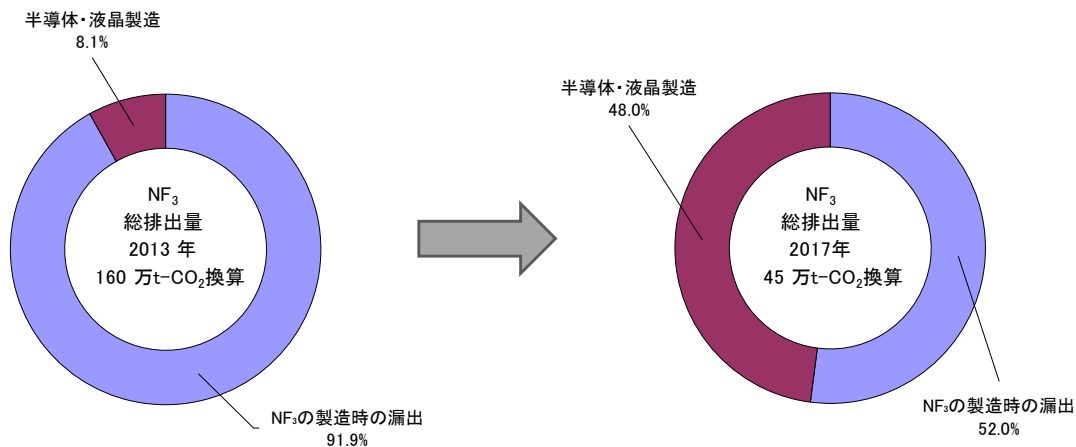 半導体・液晶製造
8.1%
NF₃
総排出量
2013 年
160 万t-CO₂換算
NF₃の製造時の漏出
91.9%
半導体・液晶製造
48.0%
NF₃
総排出量
2017年
45 万t-CO₂換算
NF₃の製造時の漏出
52.0%